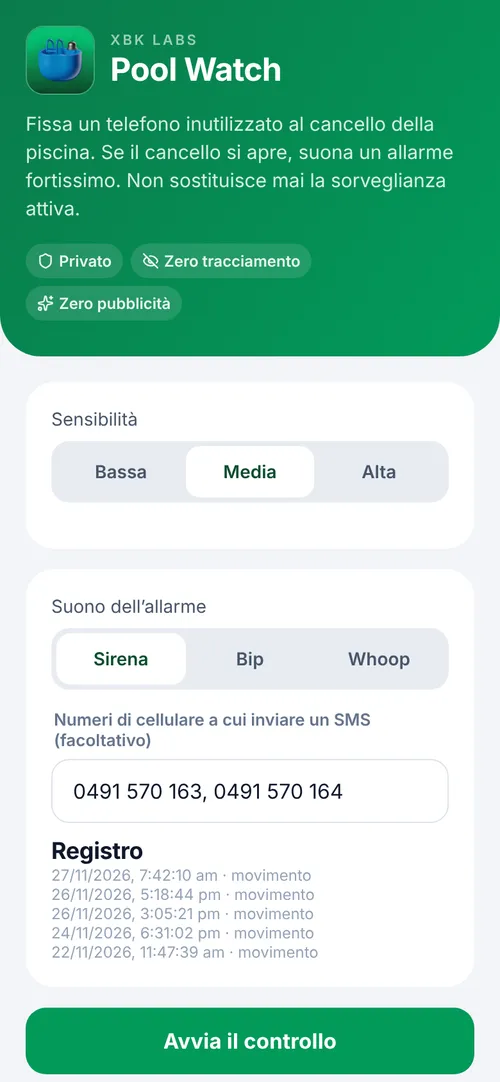 XBK LABS
Pool Watch
Fissa un telefono inutilizzato al cancello della
piscina. Se il cancello si apre, suona un allarme
fortissimo. Non sostituisce mai la sorveglianza
attiva.
Privato
Zero tracciamento
Zero pubblicità
Sensibilità
Bassa
Media
Alta
Suono dell’allarme
Sirena
Bip
Whoop
Numeri di cellulare a cui inviare un SMS
(facoltativo)
0491 570 163, 0491 570 164
Registro
27/11/2026, 7:42:10 am · movimento
26/11/2026, 5:18:44 pm · movimento
26/11/2026, 3:05:21 pm · movimento
24/11/2026, 6:31:02 pm · movimento
22/11/2026, 11:47:39 am · movimento
Avvia il controllo